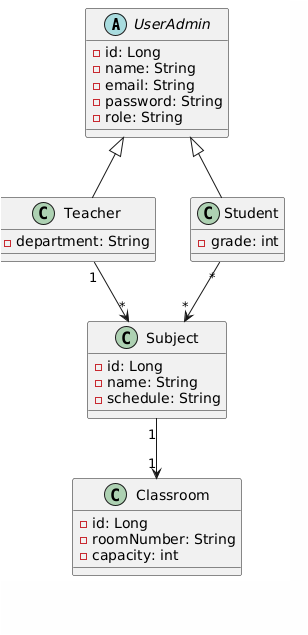 A UserAdmin
id: Long
name: String
email: String
password: String
role: String
C Teacher
department: String
C Student
grade: int
1
*
*
*
C Subject
id: Long
name: String
schedule: String
1
1
C Classroom
id: Long
roomNumber: String
capacity: int